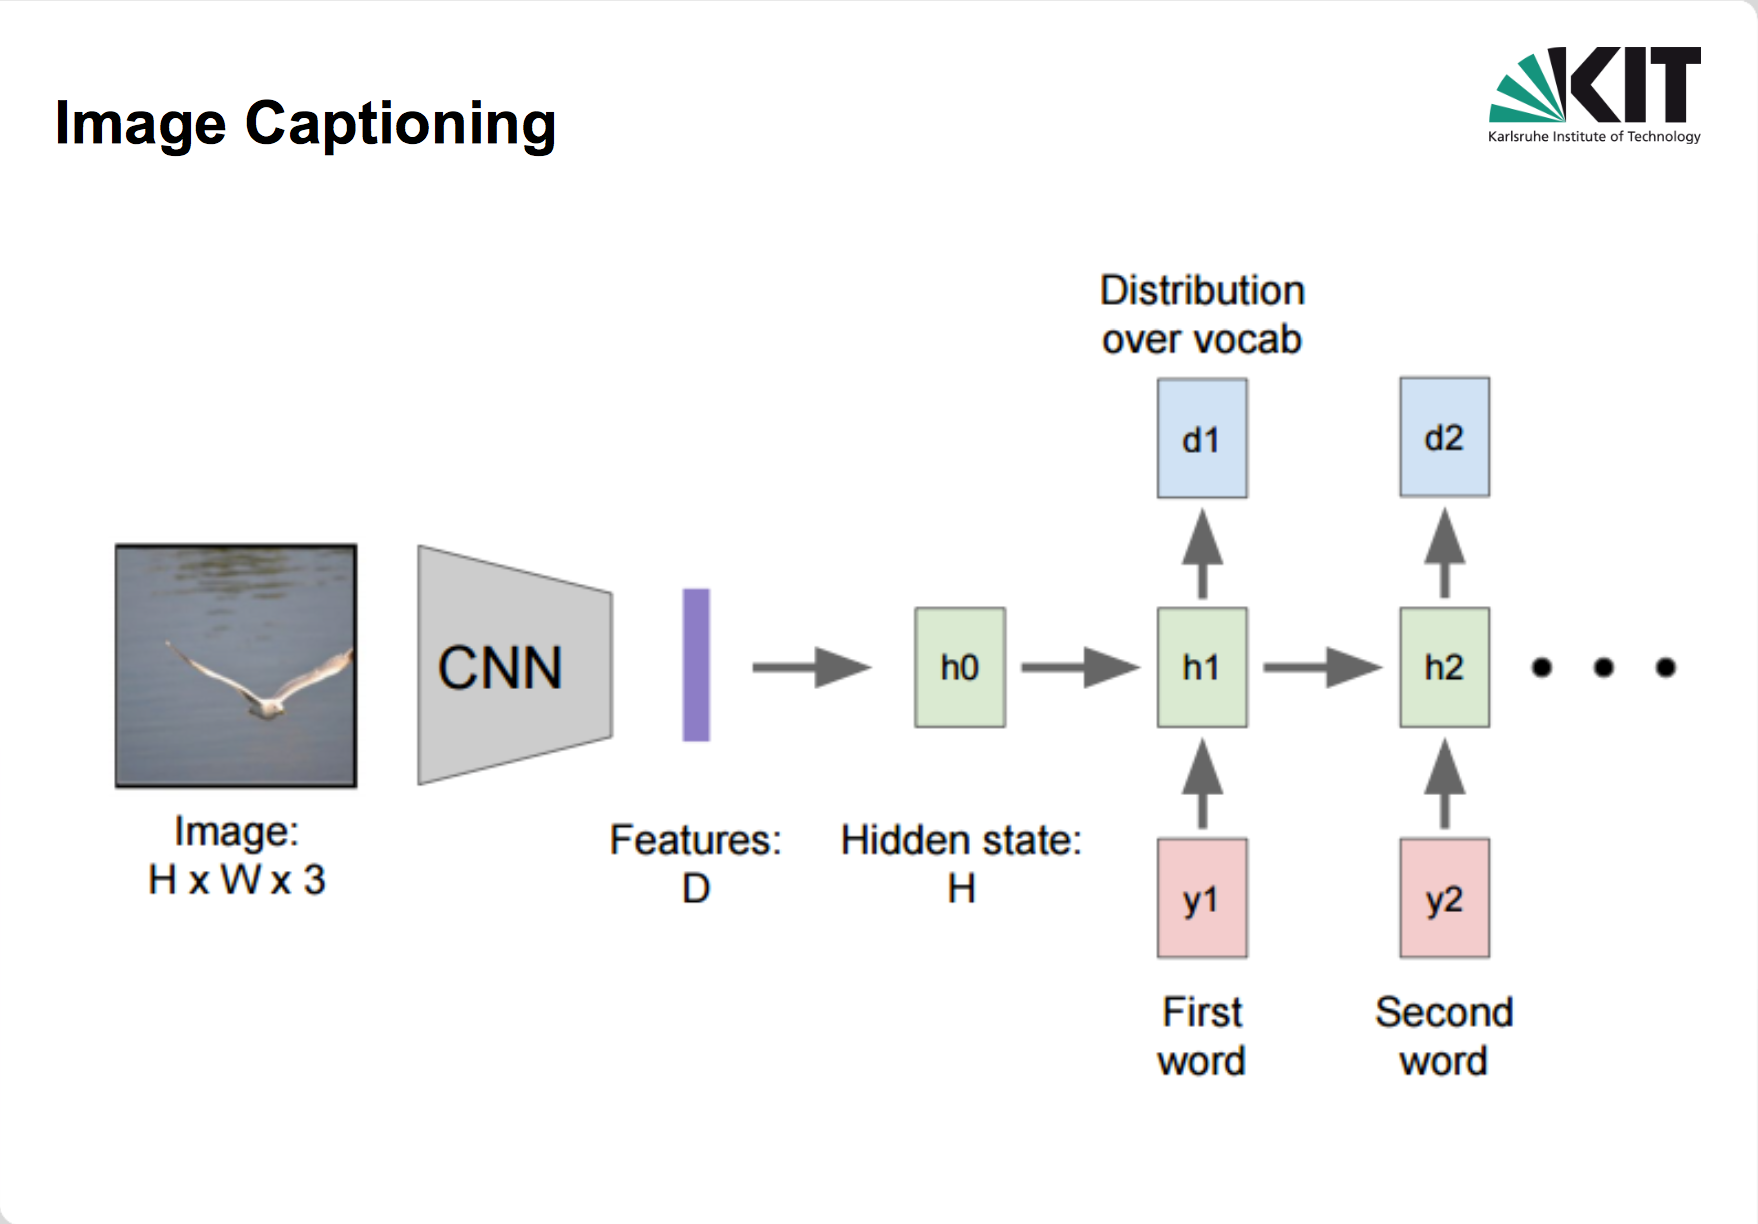 Image Captioning
KIT
Karlsruhe Institute of Technology
Distribution
over vocab
d1
d2
CNN
h0
h1
h2
Image:
H x W x 3
Features:
D
Hidden state:
H
y1
y2
First
word
Second
word